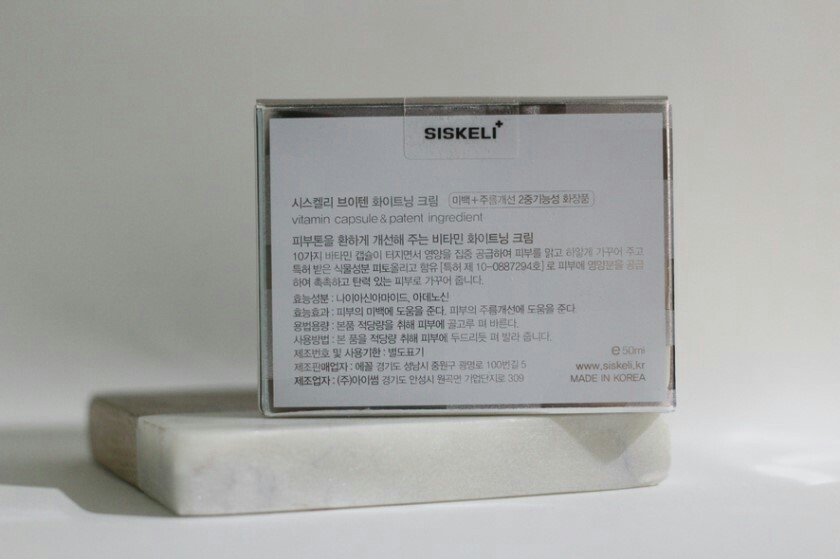 SISKELI+
시스켈리 브이텐 화이트닝 크림 미백+주름개선 2중기능성 화장품
vitamin capsule & patent ingredient
피부톤을 환하게 개선해 주는 비타민 화이트닝 크림
10가지 비타민 캡슐이 터지면서 영양을 집중 공급하여 피부를 맑고 하얗게 가꾸어 주고
특허 받은 식물성분 피토올리고 함유 [특허 제 10-0887294호] 로 피부에 영양분을 공급
하여 촉촉하고 탄력 있는 피부로 가꾸어 줍니다.
효능성분 : 나이아신아마이드, 아데노신
효능효과 : 피부의 미백에 도움을 준다. 피부의 주름개선에 도움을 준다.
용법용량 : 본품 적당량을 취해 피부에 골고루 펴 바른다.
사용방법 : 본 품을 적당량 취해 피부에 두드리듯 펴 발라 줍니다.
제조번호 및 사용기한 : 별도표기
℮ 50ml
제조판매업자 : 에꼴 경기도 성남시 중원구 광명로 100번길 5
www.siskeli.kr
제조업자 : (주)아이썸 경기도 안성시 원곡면 기업단지로 309
MADE IN KOREA